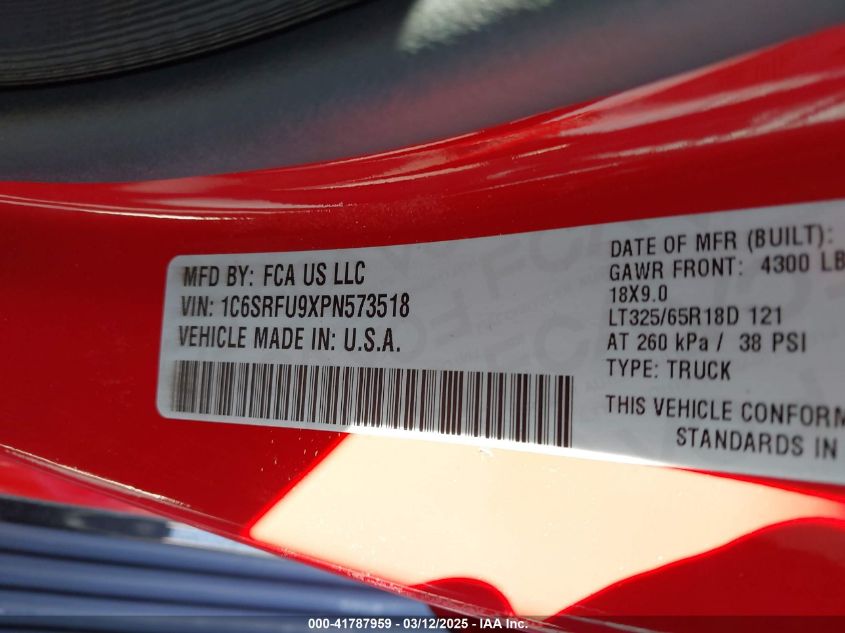 MFD BY: FCA US LLC
VIN: 1C6SRFU9XPN573518
VEHICLE MADE IN: U.S.A.
DATE OF MFR (BUILT):
GAWR FRONT: 4300 LB
18X9.0
LT325/65R18D 121
AT 260 kPa / 38 PSI
TYPE: TRUCK
THIS VEHICLE CONFORM
STANDARDS IN
000-41787959 - 03/12/2025 - IAA Inc.